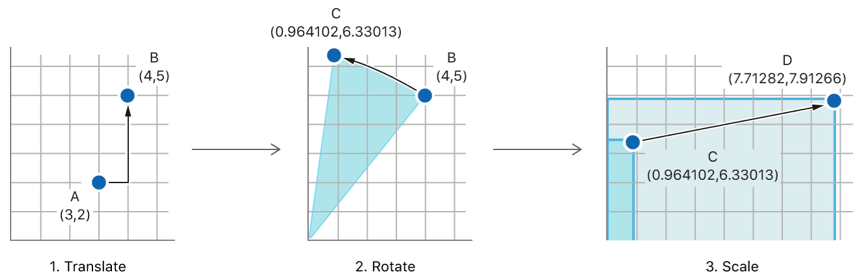 B
(4,5)
A
(3,2)
1. Translate
C
(0.964102,6.33013)
B
(4,5)
2. Rotate
D
(7.71282,7.91266)
C
(0.964102,6.33013)
3. Scale